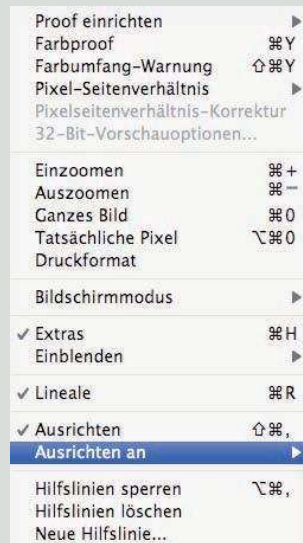 Proof einrichten ▶
Farbproof ⌘Y
Farbumfang-Warnung ⇧⌘Y
Pixel-Seitenverhältnis ▶
Pixelseitenverhältnis-Korrektur
32-Bit-Vorschauoptionen...
Einzoomen ⌘+
Auszoomen ⌘−
Ganzes Bild ⌘0
Tatsächliche Pixel ⌥⌘0
Druckformat
Bildschirmmodus ▶
✓ Extras ⌘H
Einblenden ▶
✓ Lineale ⌘R
✓ Ausrichten ⇧⌘,
Ausrichten an ▶
Hilfslinien sperren ⌥⌘,
Hilfslinien löschen
Neue Hilfslinie...